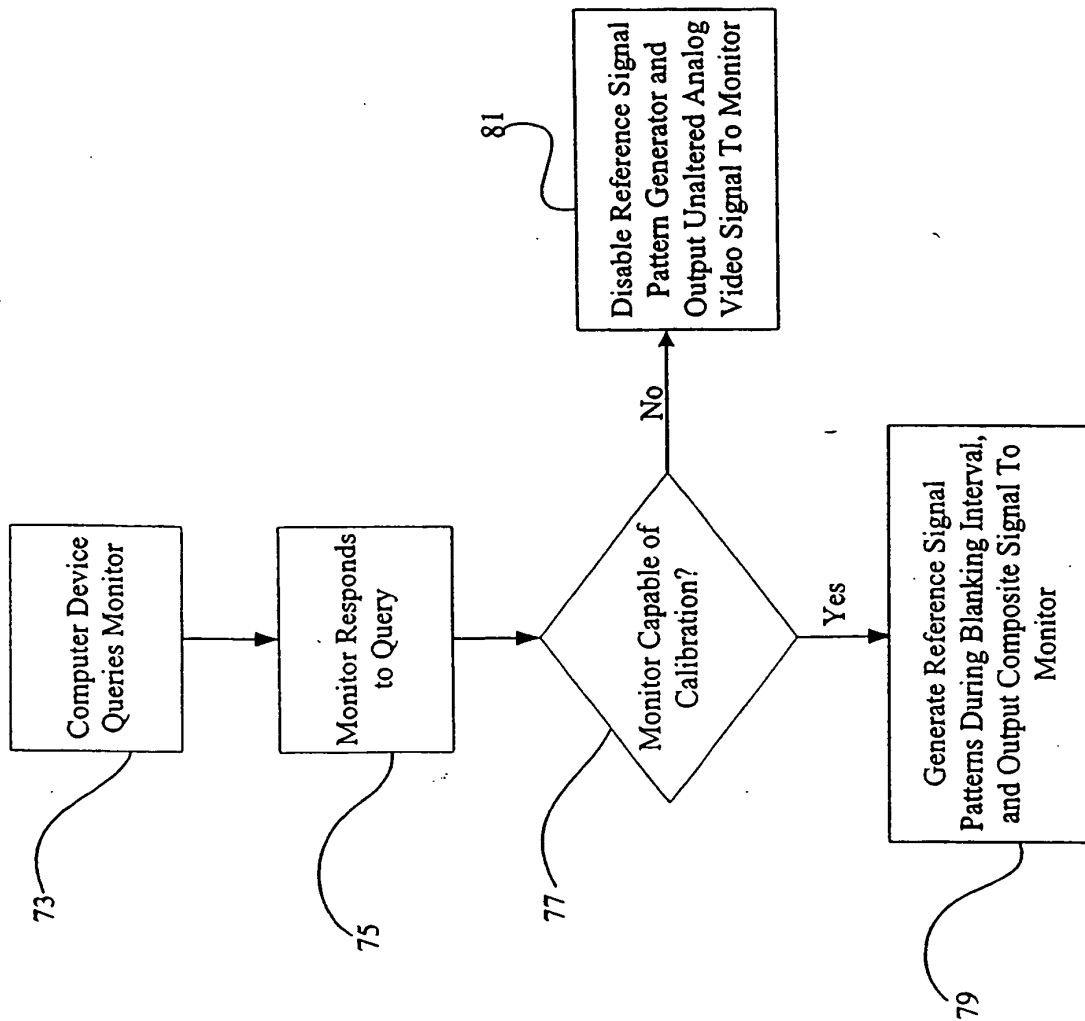 73
Computer Device
Queries Monitor
75
Monitor Responds
to Query
77
Monitor Capable of
Calibration?
No
81
Disable Reference Signal
Pattern Generator and
Output Unaltered Analog
Video Signal To Monitor
Yes
79
Generate Reference Signal
Patterns During Blanking Interval,
and Output Composite Signal To
Monitor